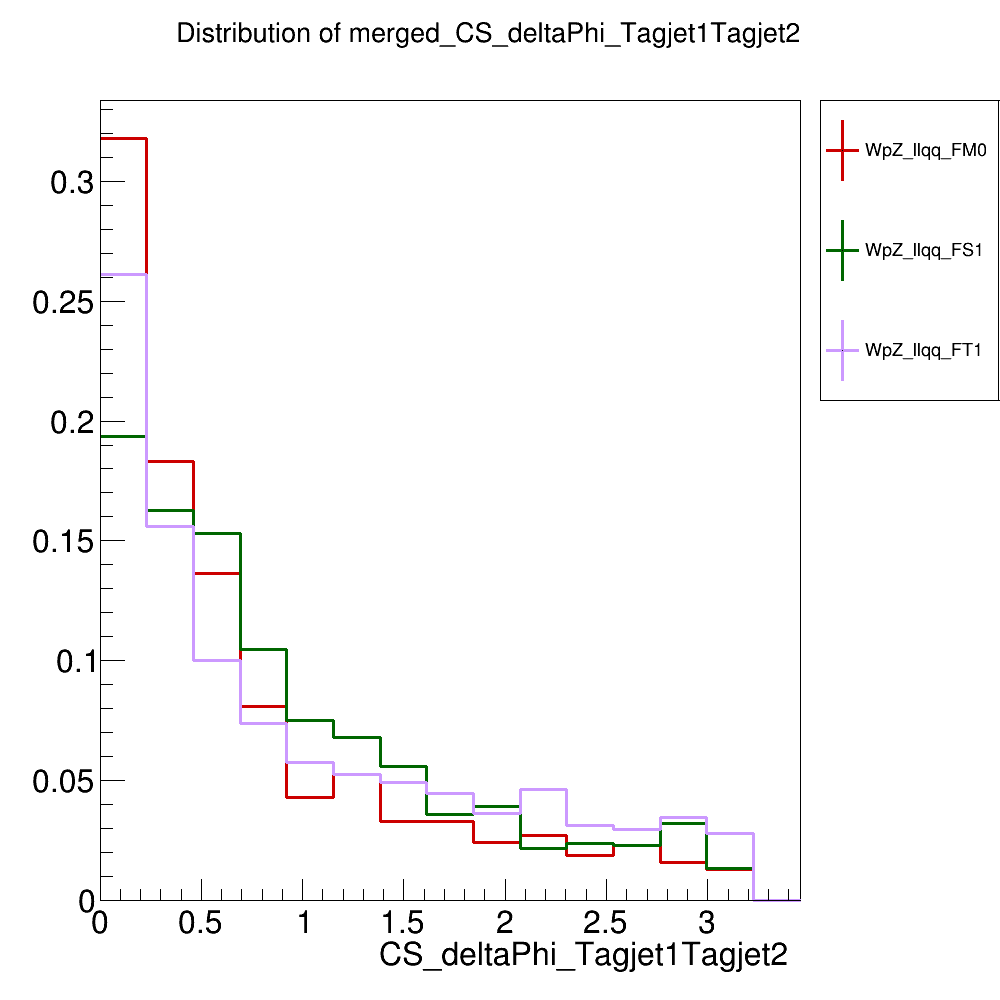 Distribution of merged_CS_deltaPhi_Tagjet1Tagjet2
WpZ_llqq_FM0
WpZ_llqq_FS1
WpZ_llqq_FT1
0.3
0.25
0.2
0.15
0.1
0.05
0
0 0.5 1 1.5 2 2.5 3
CS_deltaPhi_Tagjet1Tagjet2